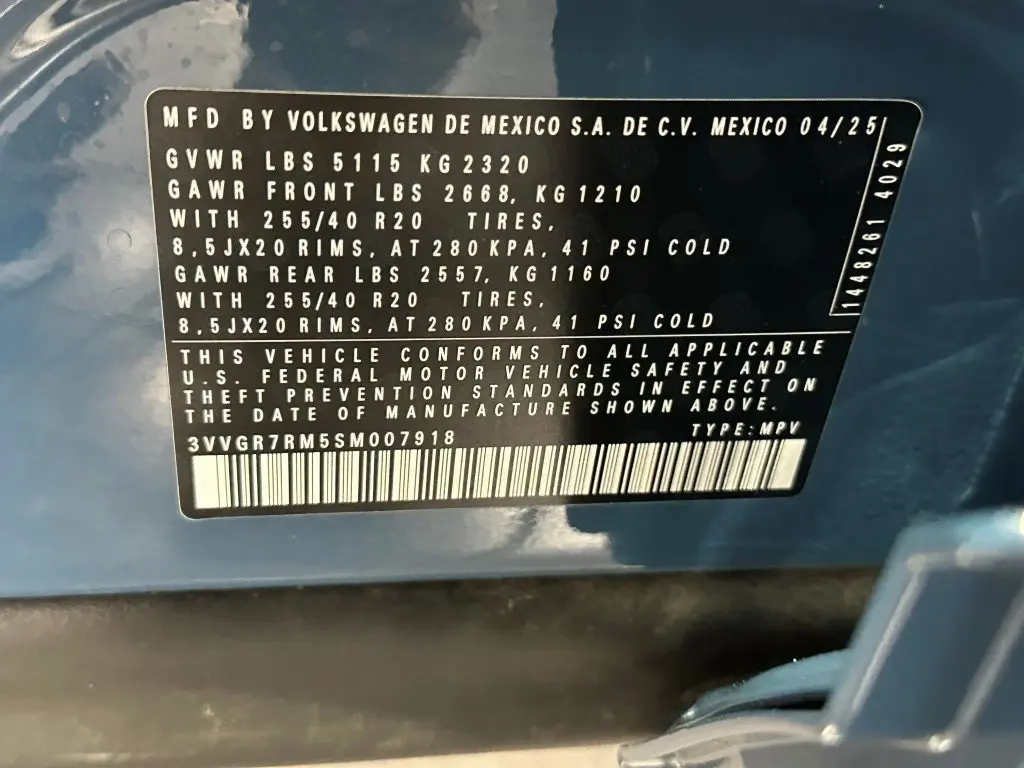 MFD BY VOLKSWAGEN DE MEXICO S.A. DE C.V. MEXICO 04/25
GVWR LBS 5115 KG 2320
GAWR FRONT LBS 2668, KG 1210
WITH 255/40 R20 TIRES,
8,5JX20 RIMS, AT 280 KPA, 41 PSI COLD
GAWR REAR LBS 2557, KG 1160
WITH 255/40 R20 TIRES,
8,5JX20 RIMS, AT 280 KPA, 41 PSI COLD
1448261 4029
THIS VEHICLE CONFORMS TO ALL APPLICABLE
U.S. FEDERAL MOTOR VEHICLE SAFETY AND
THEFT PREVENTION STANDARDS IN EFFECT ON
THE DATE OF MANUFACTURE SHOWN ABOVE.
3VVGR7RM5SM007918 TYPE: MPV